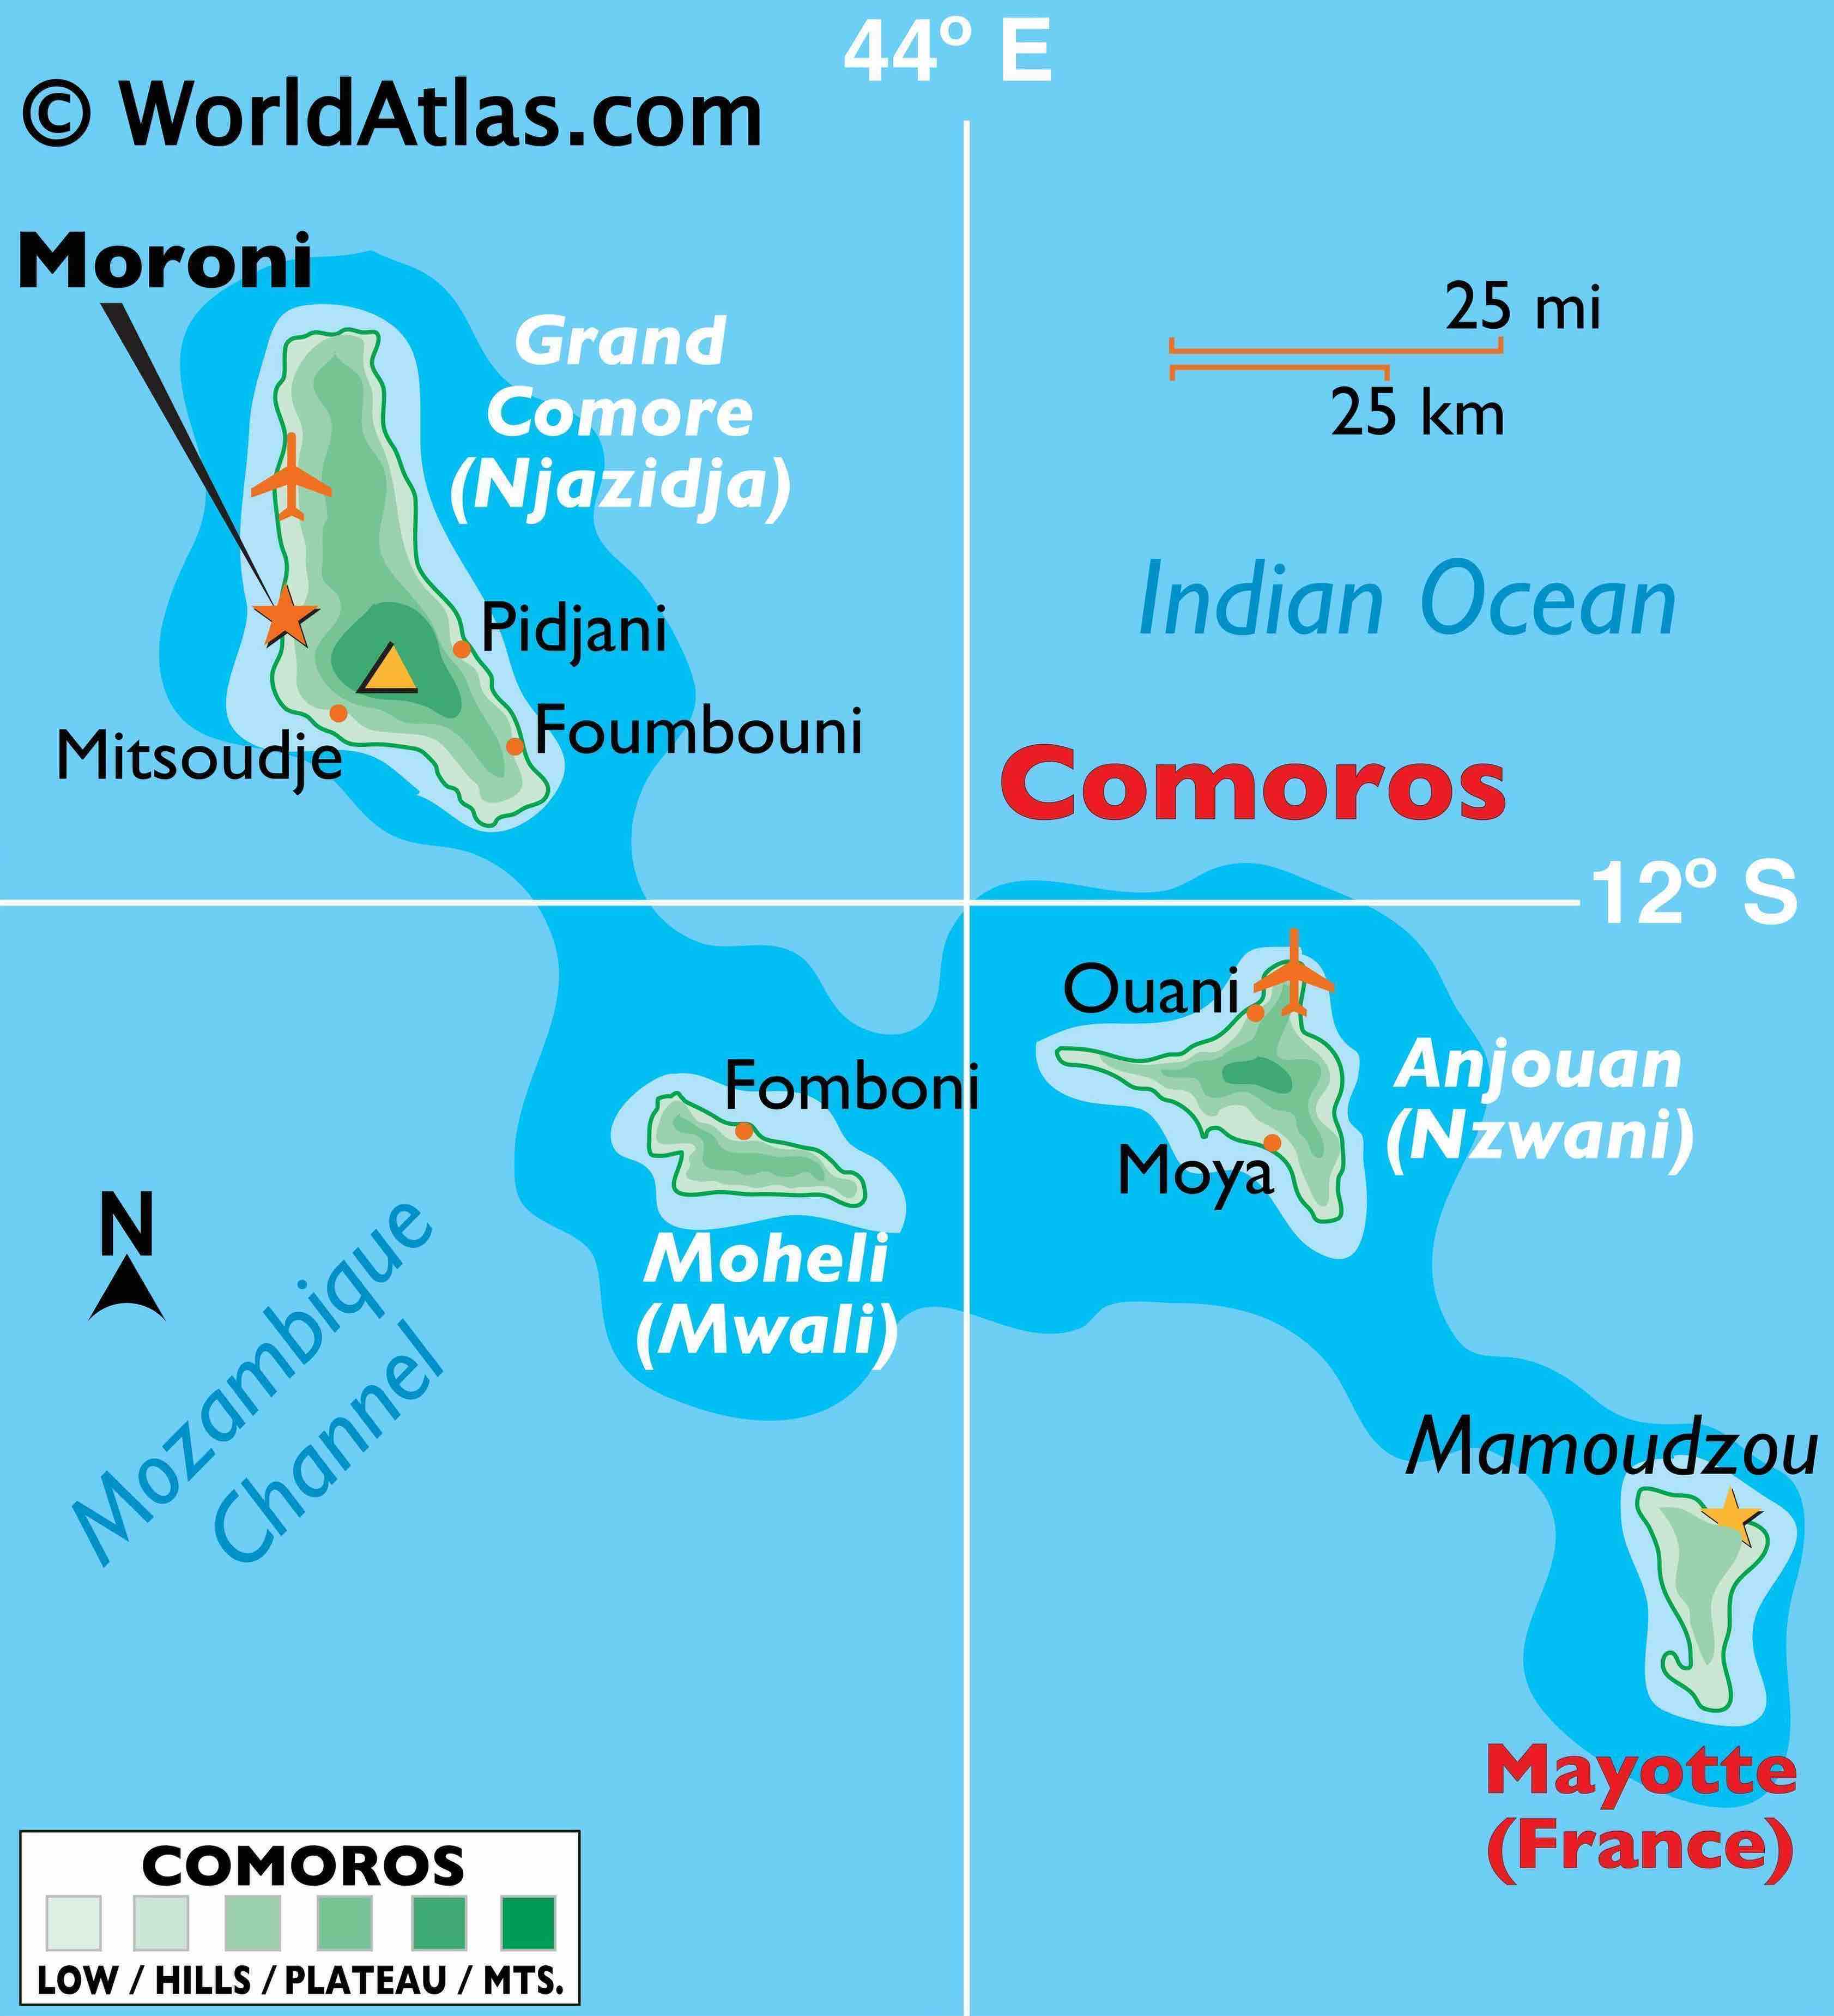 44° E
© WorldAtlas.com
Moroni
25 mi
Grand
Comore
(Njazidja)
25 km
Indian Ocean
Pidjani
Foumbouni
Mitsoudje
Comoros
12° S
Ouani
Fomboni
Anjouan
(Nzwani)
Moya
N
Mozambique
Channel
Moheli
(Mwali)
Mamoudzou
Mayotte
(France)
COMOROS
LOW / HILLS / PLATEAU / MTS.